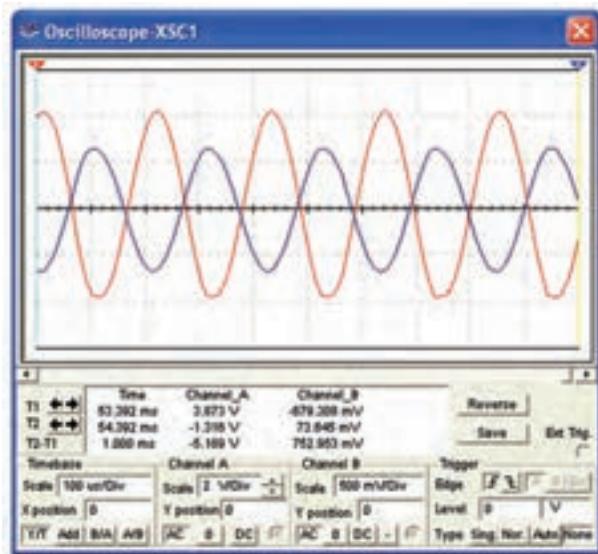 Oscilloscope-XSC1
Time Channel_A Channel_B
T1 53.392 ms 3.873 V -679.308 mV
T2 54.392 ms -1.316 V 73.645 mV
T2-T1 1.000 ms -5.189 V 752.953 mV
Reverse
Save
Ext Trig.
Timebase
Scale 100 us/Div
X position 0
Y/T Add B/A A/B
Channel A
Scale 2 V/Div
Y position 0
AC 0 DC
Channel B
Scale 500 mV/Div
Y position 0
AC 0 DC -
Trigger
Edge
Level 0 V
Type Sing. Nor. Auto None